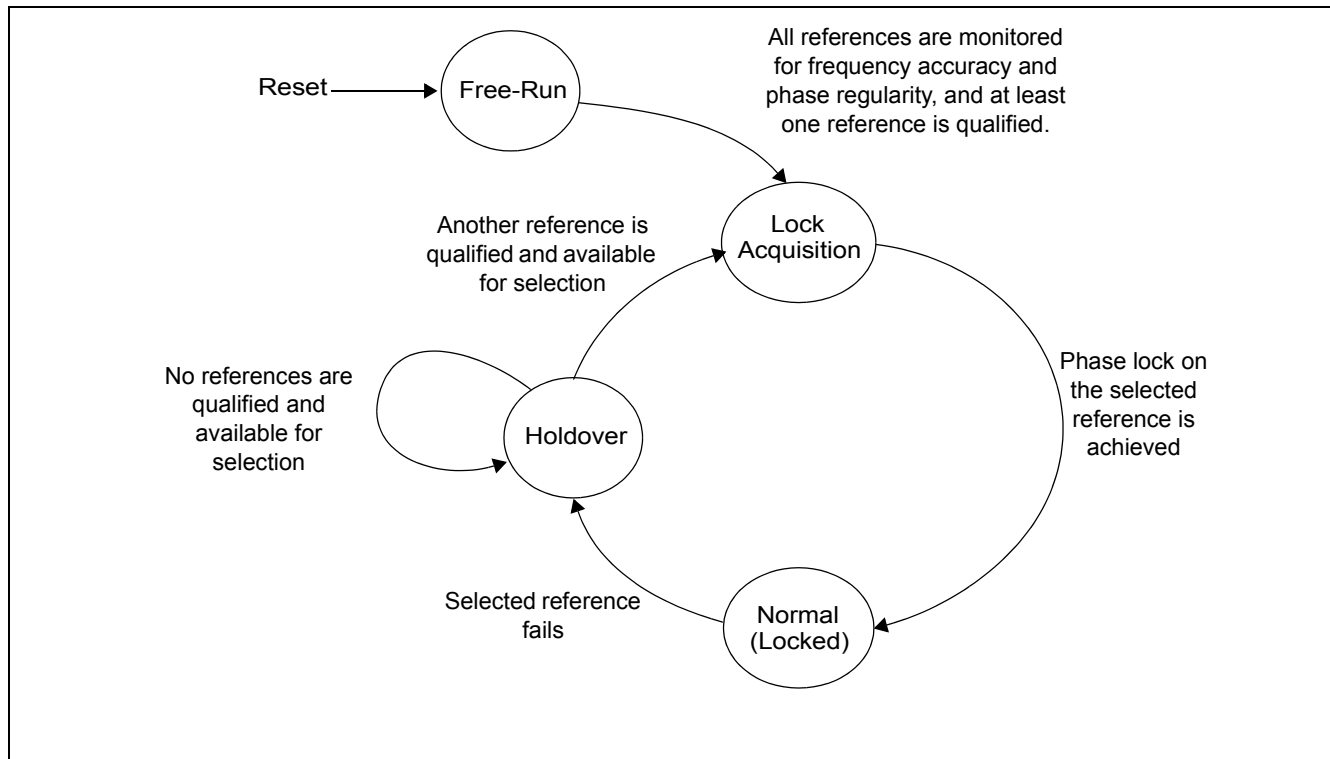 All references are monitored
for frequency accuracy and
phase regularity, and at least
one reference is qualified.
Reset
Free-Run
Another reference is
qualified and available
for selection
Lock
Acquisition
No references are
qualified and
available for
selection
Holdover
Phase lock on
the selected
reference is
achieved
Selected reference
fails
Normal
(Locked)